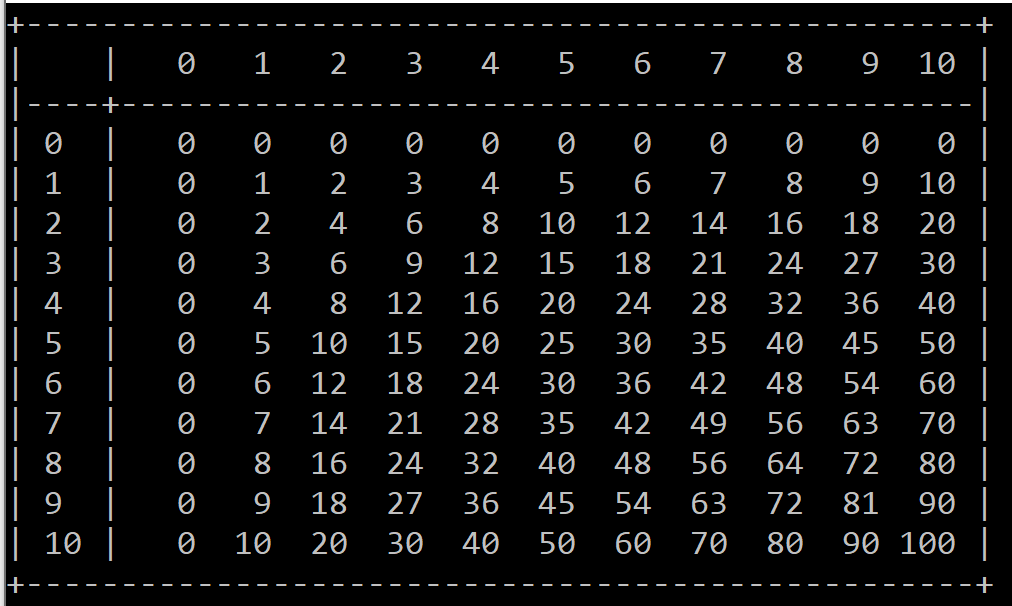 +--------------------------------------------------+
|    |   0   1   2   3   4   5   6   7   8   9  10 |
|----+---------------------------------------------|
| 0  |   0   0   0   0   0   0   0   0   0   0   0 |
| 1  |   0   1   2   3   4   5   6   7   8   9  10 |
| 2  |   0   2   4   6   8  10  12  14  16  18  20 |
| 3  |   0   3   6   9  12  15  18  21  24  27  30 |
| 4  |   0   4   8  12  16  20  24  28  32  36  40 |
| 5  |   0   5  10  15  20  25  30  35  40  45  50 |
| 6  |   0   6  12  18  24  30  36  42  48  54  60 |
| 7  |   0   7  14  21  28  35  42  49  56  63  70 |
| 8  |   0   8  16  24  32  40  48  56  64  72  80 |
| 9  |   0   9  18  27  36  45  54  63  72  81  90 |
| 10 |   0  10  20  30  40  50  60  70  80  90 100 |
+--------------------------------------------------+